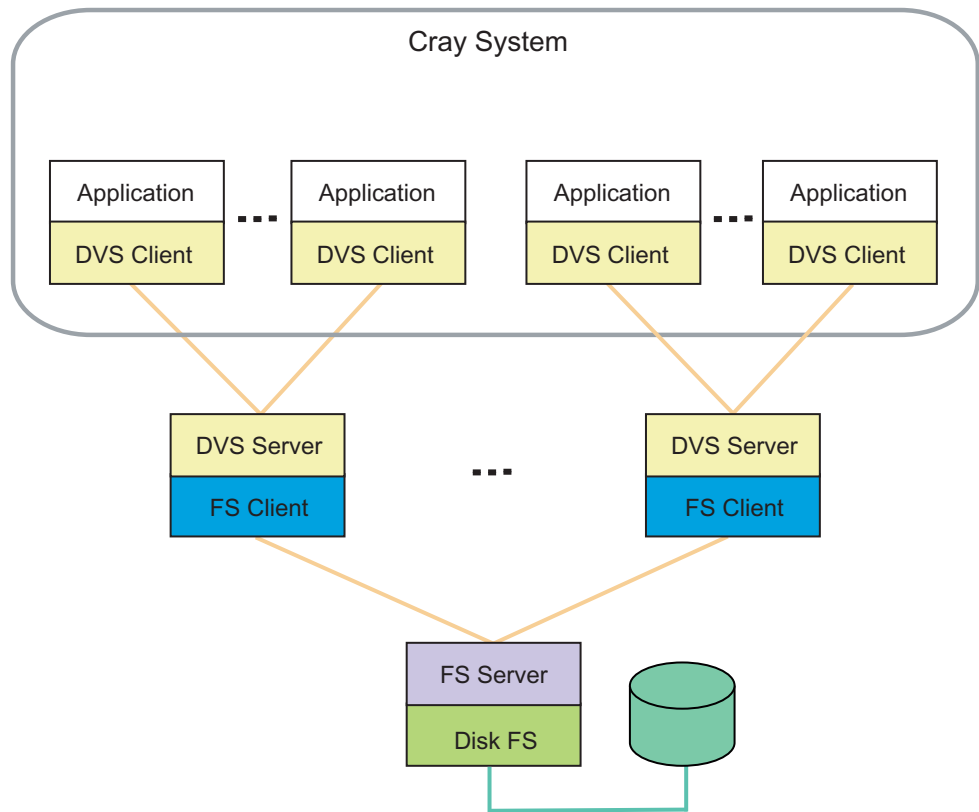 Cray System
Application
Application
Application
Application
DVS Client
DVS Client
DVS Client
DVS Client
DVS Server
DVS Server
FS Client
FS Client
FS Server
Disk FS